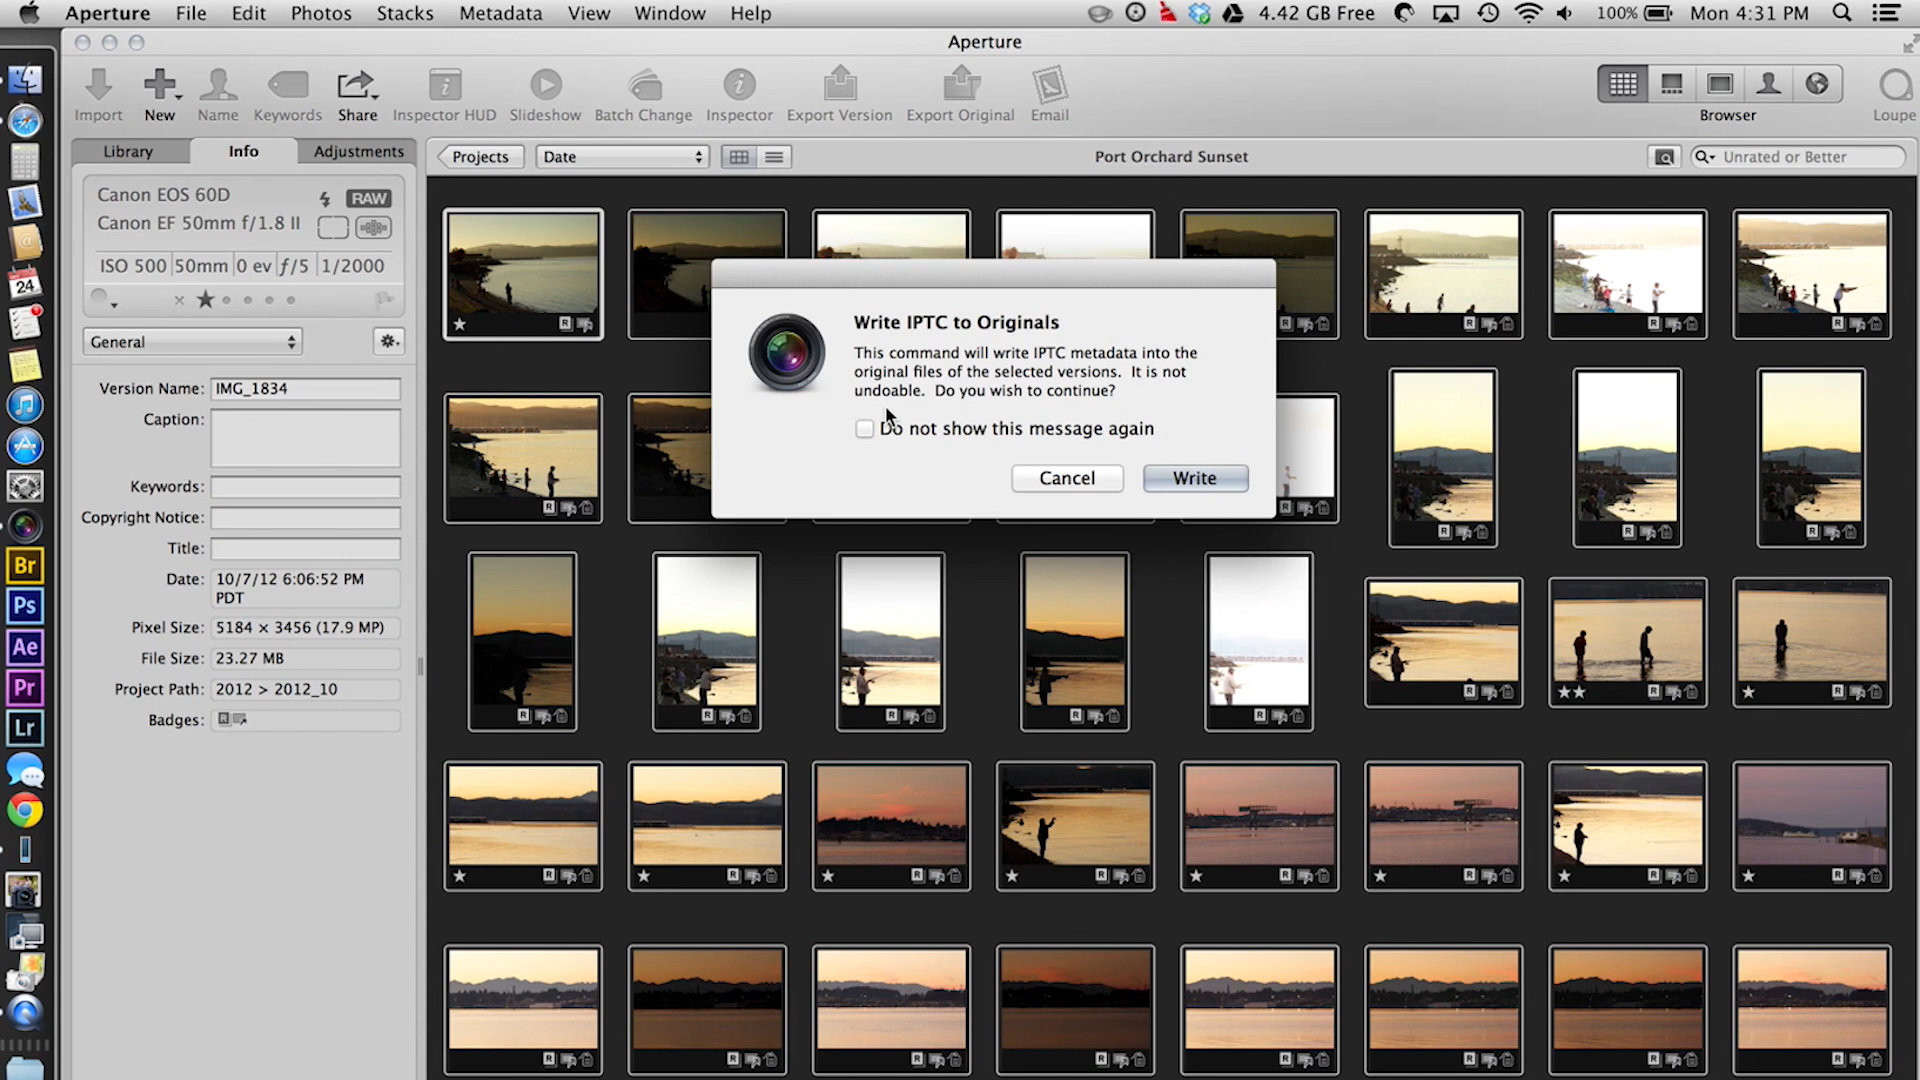 Aperture File Edit Photos Stacks Metadata View Window Help 4.42 GB Free 100% Mon 4:31 PM
Aperture
Import New Name Keywords Share Inspector HUD Slideshow Batch Change Inspector Export Version Export Original Email Browser Loupe
Library Info Adjustments
Projects Date Port Orchard Sunset Unrated or Better
Canon EOS 60D RAW
Canon EF 50mm f/1.8 II
ISO 500 50mm 0 ev ƒ/5 1/2000
General
Version Name: IMG_1834
Caption:
Keywords:
Copyright Notice:
Title:
Date: 10/7/12 6:06:52 PM
PDT
Pixel Size: 5184 × 3456 (17.9 MP)
File Size: 23.27 MB
Project Path: 2012 > 2012_10
Badges: R
Write IPTC to Originals
This command will write IPTC metadata into the
original files of the selected versions. It is not
undoable. Do you wish to continue?
Do not show this message again
Cancel Write
24
Br
Ps
Ae
Pr
Lr